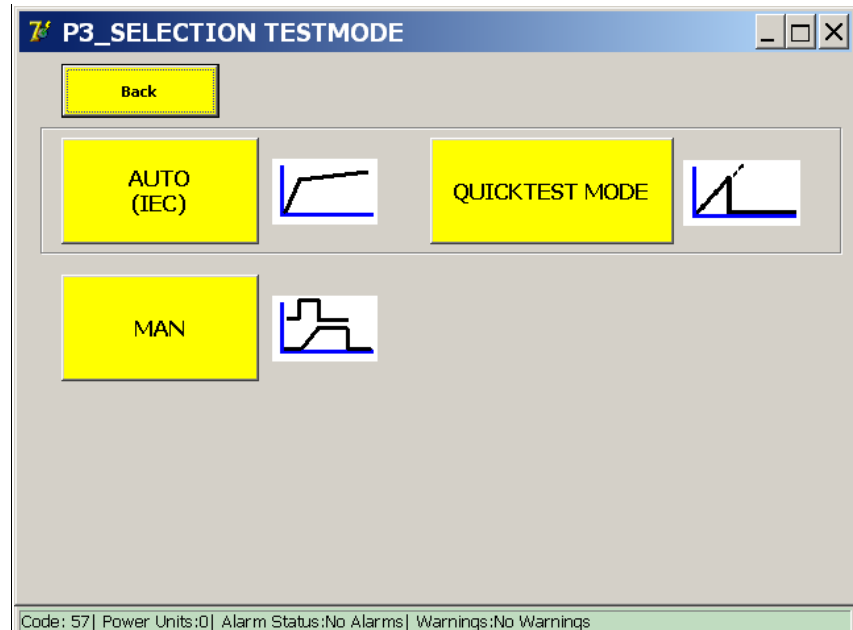 P3_SELECTION TESTMODE
Back
AUTO
(IEC)
QUICKTEST MODE
MAN
Code: 57| Power Units:0| Alarm Status:No Alarms| Warnings:No Warnings